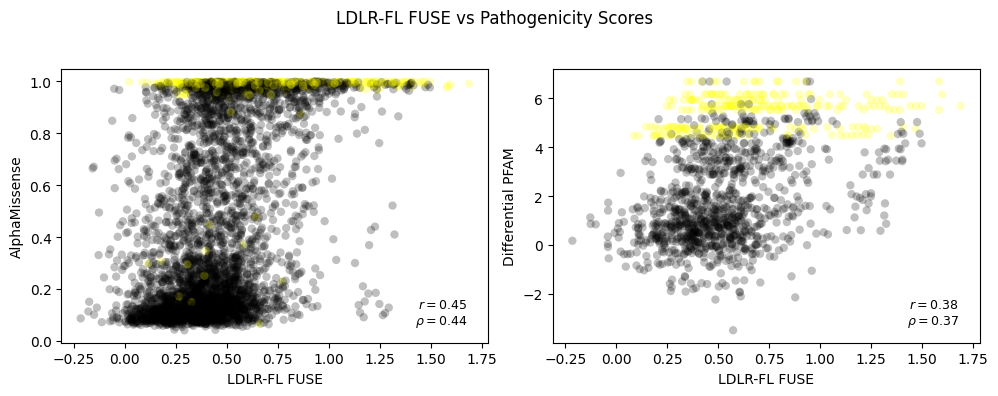 LDLR-FL FUSE vs Pathogenicity Scores
1.0
0.8
0.6
0.4
0.2
0.0
AlphaMissense
r = 0.45
ρ = 0.44
−0.25 0.00 0.25 0.50 0.75 1.00 1.25 1.50 1.75
LDLR-FL FUSE
6
4
2
0
−2
Differential PFAM
r = 0.38
ρ = 0.37
−0.25 0.00 0.25 0.50 0.75 1.00 1.25 1.50 1.75
LDLR-FL FUSE